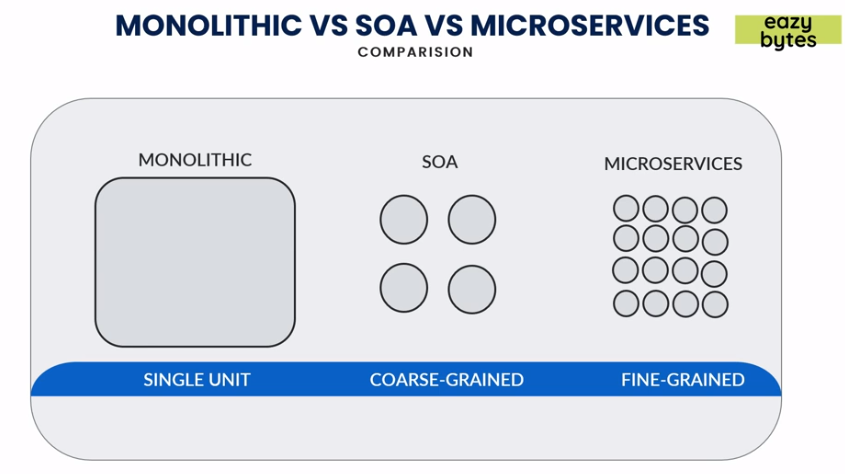 MONOLITHIC VS SOA VS MICROSERVICES
COMPARISION
eazy
bytes
MONOLITHIC
SOA
MICROSERVICES
SINGLE UNIT
COARSE-GRAINED
FINE-GRAINED